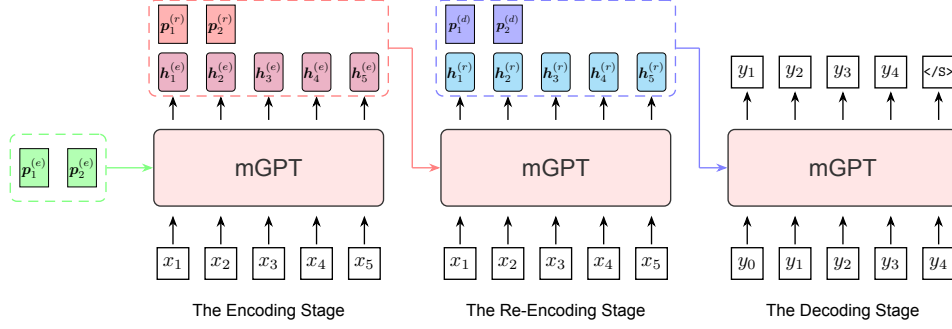 p₁⁽ʳ⁾ p₂⁽ʳ⁾ p₁⁽ᵈ⁾ p₂⁽ᵈ⁾
h₁⁽ᵉ⁾ h₂⁽ᵉ⁾ h₃⁽ᵉ⁾ h₄⁽ᵉ⁾ h₅⁽ᵉ⁾ h₁⁽ʳ⁾ h₂⁽ʳ⁾ h₃⁽ʳ⁾ h₄⁽ʳ⁾ h₅⁽ʳ⁾ y₁ y₂ y₃ y₄ </S>
p₁⁽ᵉ⁾ p₂⁽ᵉ⁾ mGPT mGPT mGPT
x₁ x₂ x₃ x₄ x₅ x₁ x₂ x₃ x₄ x₅ y₀ y₁ y₂ y₃ y₄
The Encoding Stage The Re-Encoding Stage The Decoding Stage